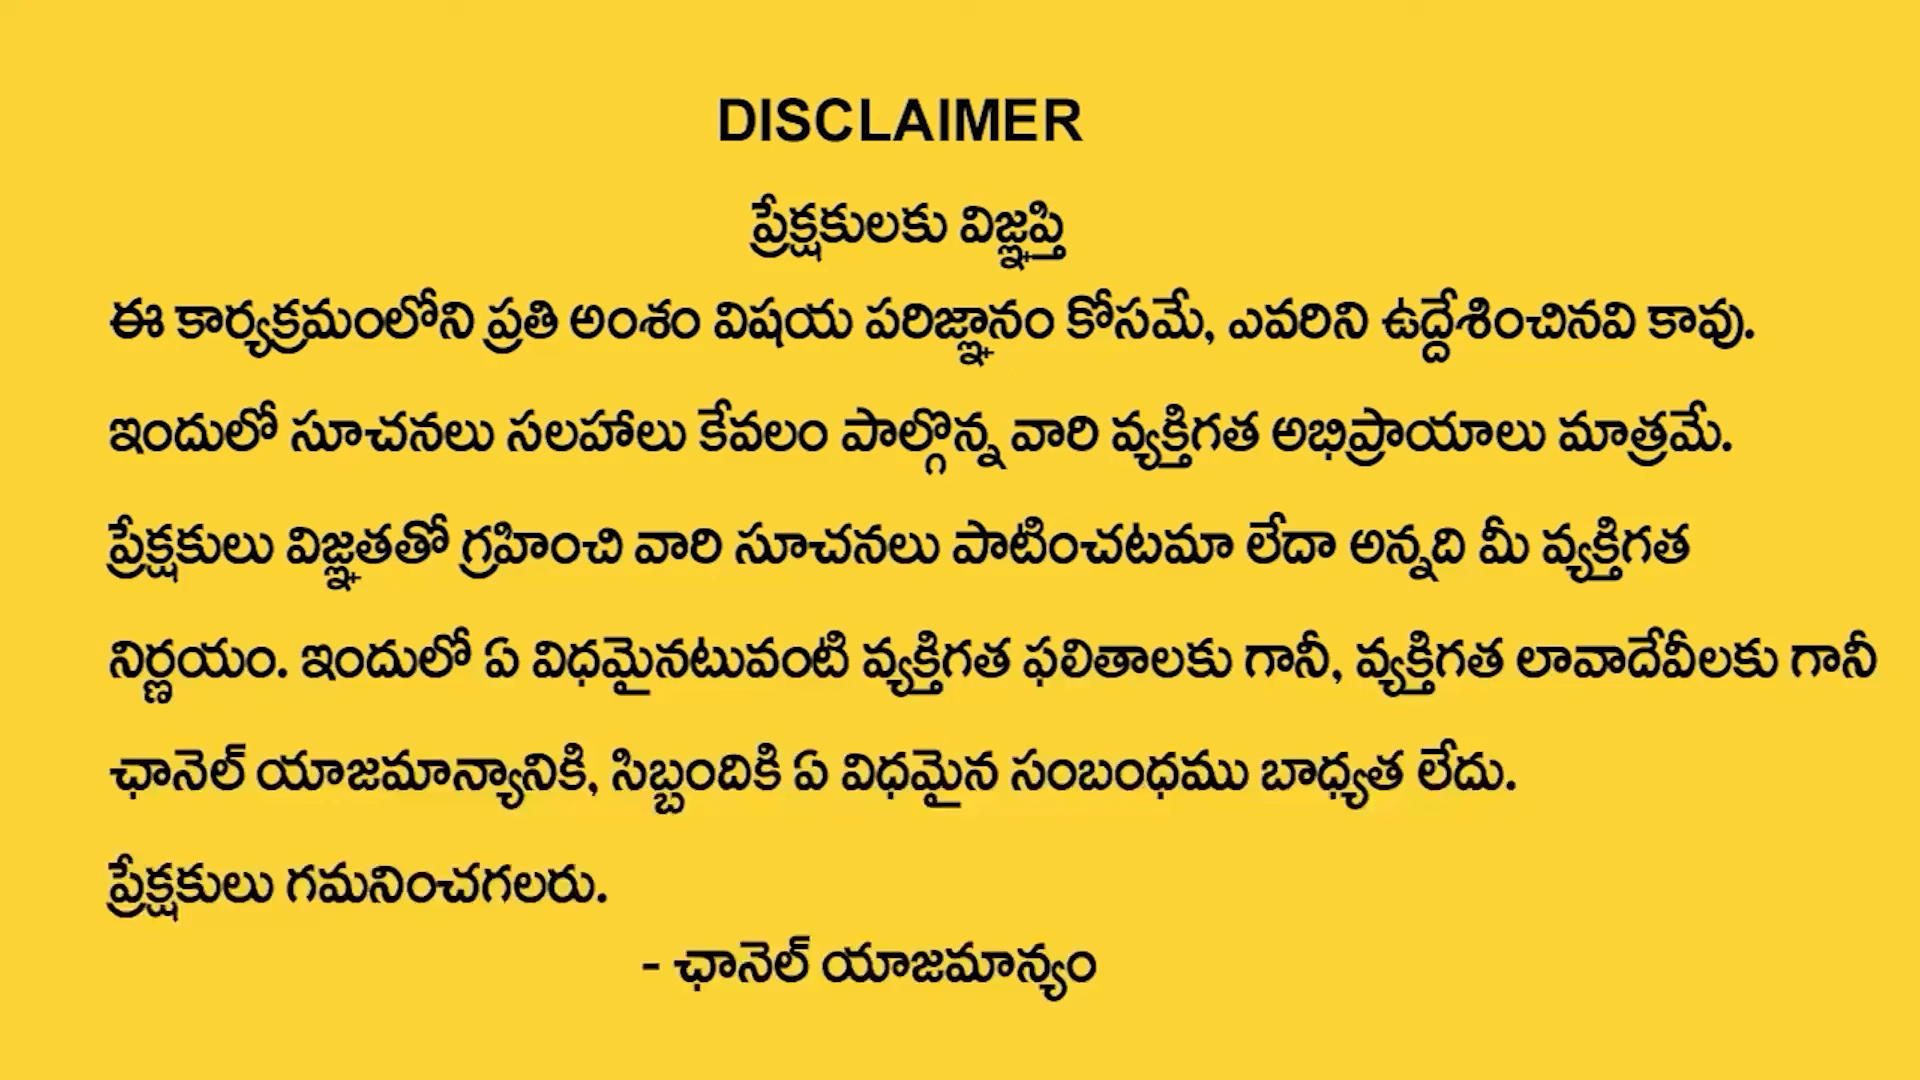 DISCLAIMER
ప్రేక్షకులకు విజ్ఞప్తి
ఈ కార్యక్రమంలోని ప్రతి అంశం విషయ పరిజ్ఞానం కోసమే, ఎవరిని ఉద్దేశించినవి కావు.
ఇందులో సూచనలు సలహాలు కేవలం పాల్గొన్న వారి వ్యక్తిగత అభిప్రాయాలు మాత్రమే.
ప్రేక్షకులు విజ్ఞతతో గ్రహించి వారి సూచనలు పాటించటమా లేదా అన్నది మీ వ్యక్తిగత
నిర్ణయం. ఇందులో ఏ విధమైనటువంటి వ్యక్తిగత ఫలితాలకు గానీ, వ్యక్తిగత లావాదేవీలకు గానీ
ఛానెల్ యాజమాన్యానికి, సిబ్బందికి ఏ విధమైన సంబంధము బాధ్యత లేదు.
ప్రేక్షకులు గమనించగలరు.
- ఛానెల్ యాజమాన్యం